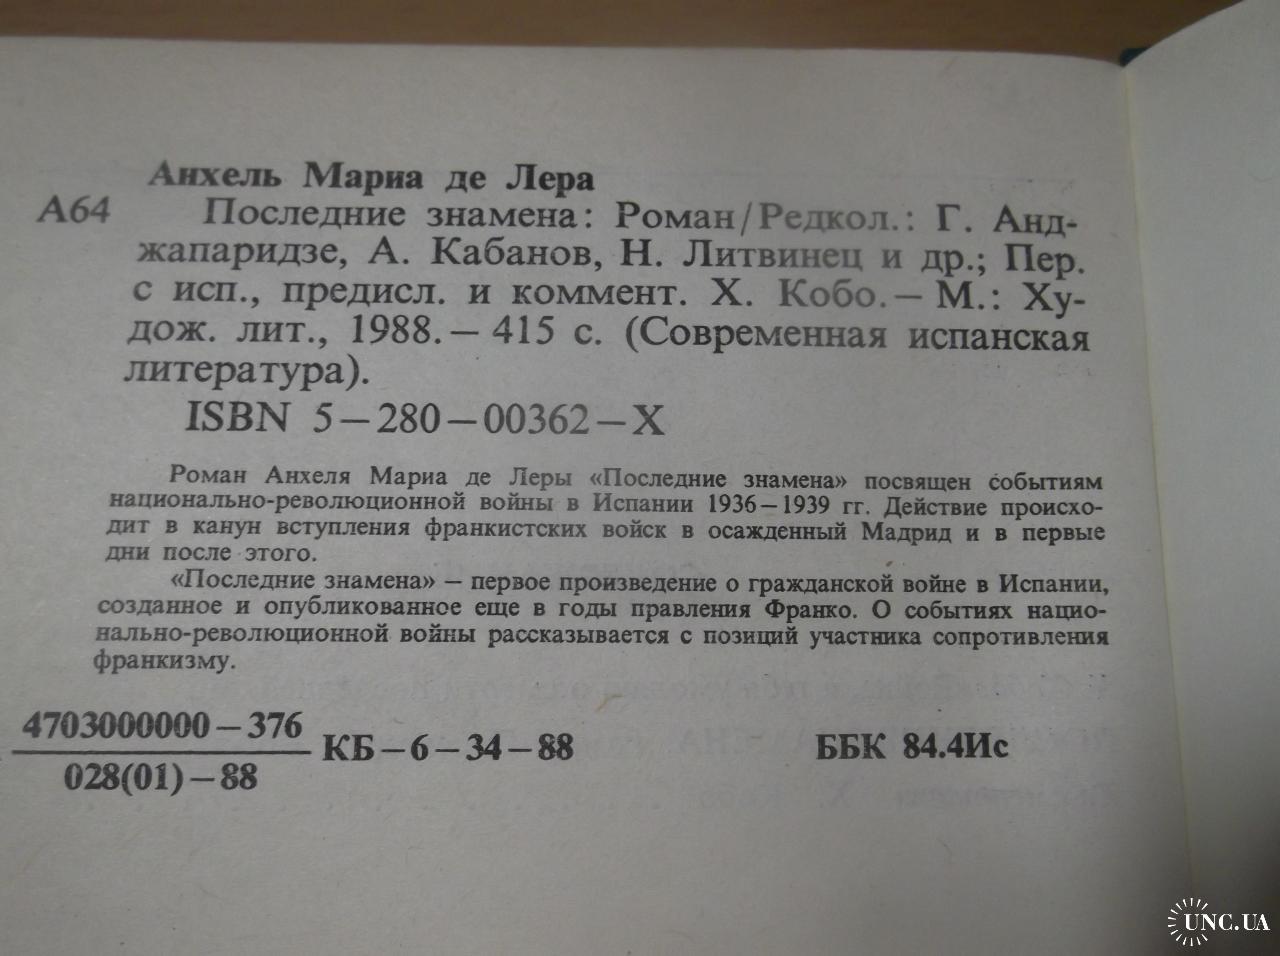 Анхель Мариа де Лера
А64 Последние знамена: Роман/Редкол.: Г. Анд-
жапаридзе, А. Кабанов, Н. Литвинец и др.; Пер.
с исп., предисл. и коммент. Х. Кобо.— М.: Ху-
дож. лит., 1988.— 415 с. (Современная испанская
литература).
ISBN 5—280—00362—X
Роман Анхеля Мариа де Леры «Последние знамена» посвящен событиям
национально-революционной войны в Испании 1936—1939 гг. Действие происхо-
дит в канун вступления франкистских войск в осажденный Мадрид и в первые
дни после этого.
«Последние знамена» — первое произведение о гражданской войне в Испании,
созданное и опубликованное еще в годы правления Франко. О событиях нацио-
нально-революционной войны рассказывается с позиций участника сопротивления
франкизму.
4703000000—376
028(01)—88
КБ—6—34—88 ББК 84.4Ис
UNC.UA